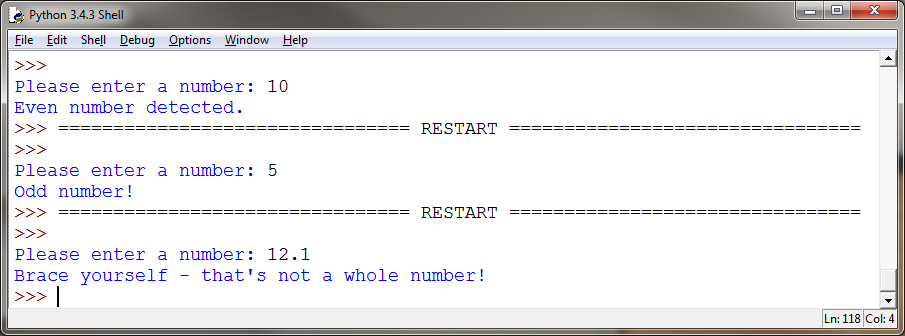 Python 3.4.3 Shell
File Edit Shell Debug Options Window Help
>>>
Please enter a number: 10
Even number detected.
>>> ================================ RESTART ================================
>>>
Please enter a number: 5
Odd number!
>>> ================================ RESTART ================================
>>>
Please enter a number: 12.1
Brace yourself - that's not a whole number!
>>>
Ln: 118 Col: 4